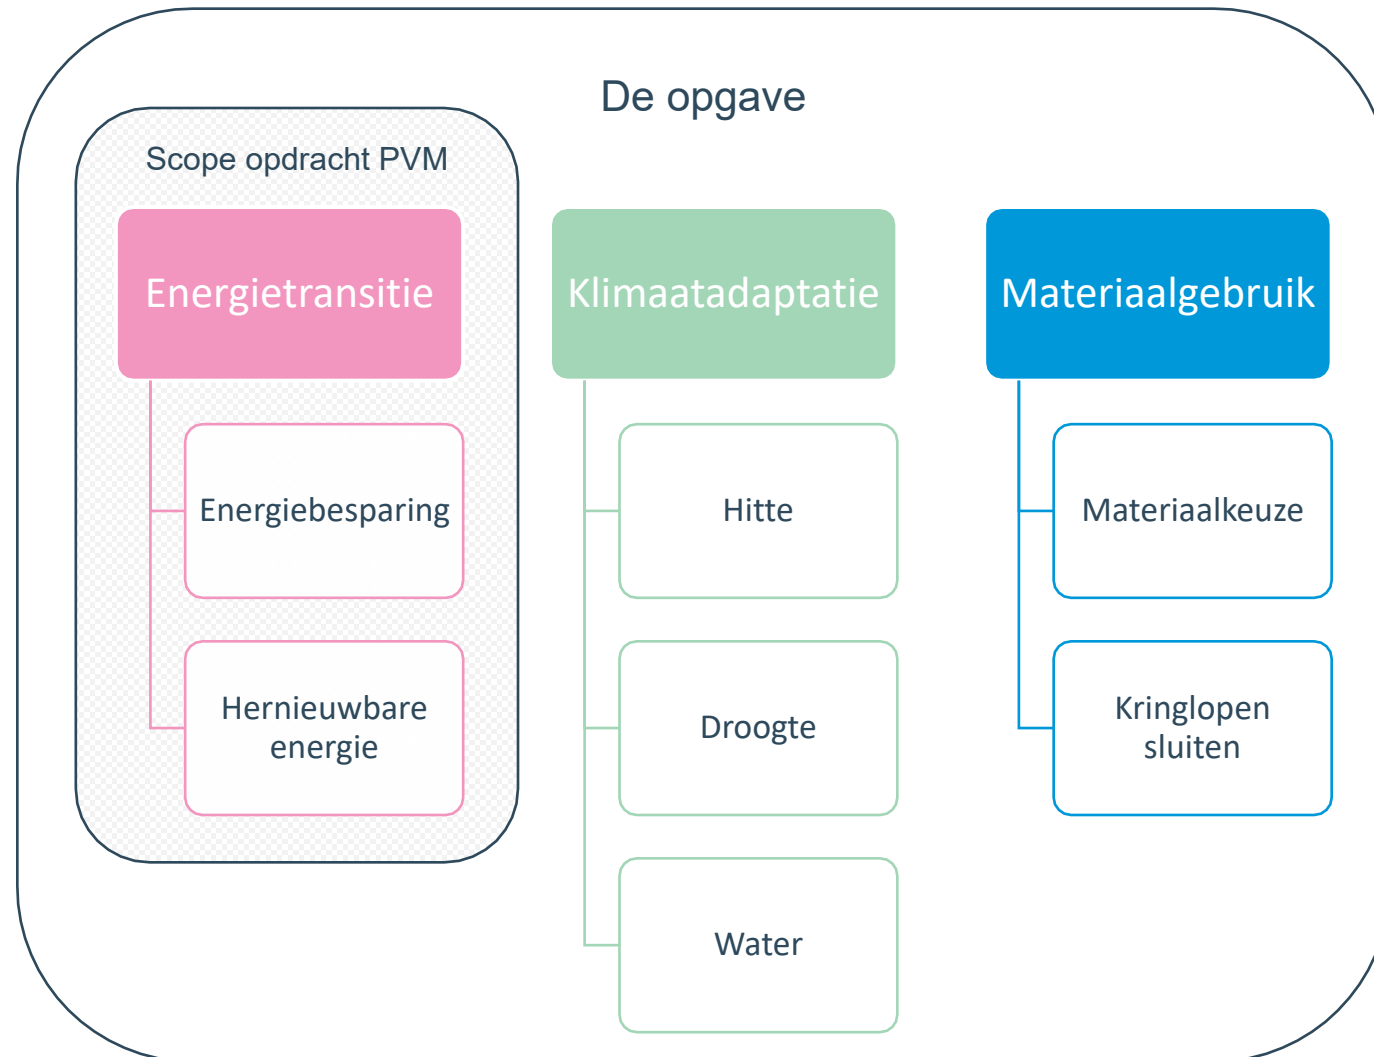 De opgave
Scope opdracht PVM
Energietransitie
Energiebesparing
Hernieuwbare
energie
Klimaatadaptatie
Hitte
Droogte
Water
Materiaalgebruik
Materiaalkeuze
Kringlopen
sluiten